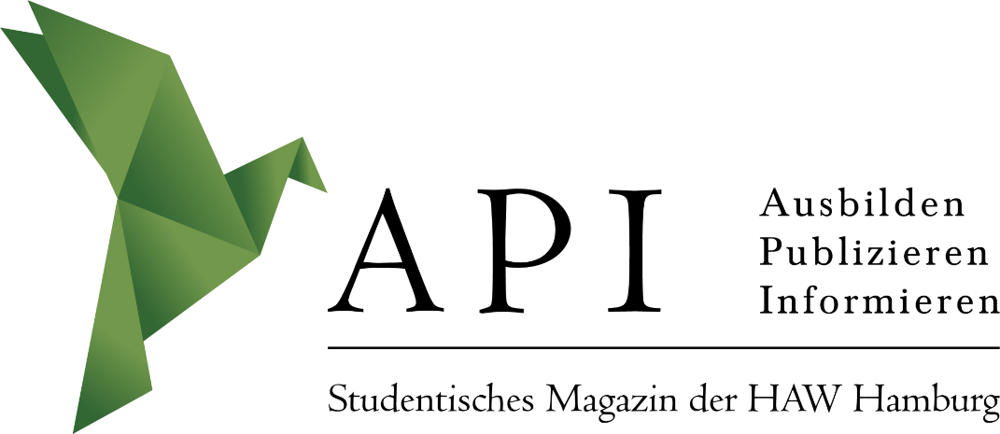 API
Ausbilden
Publizieren
Informieren
Studentisches Magazin der HAW Hamburg